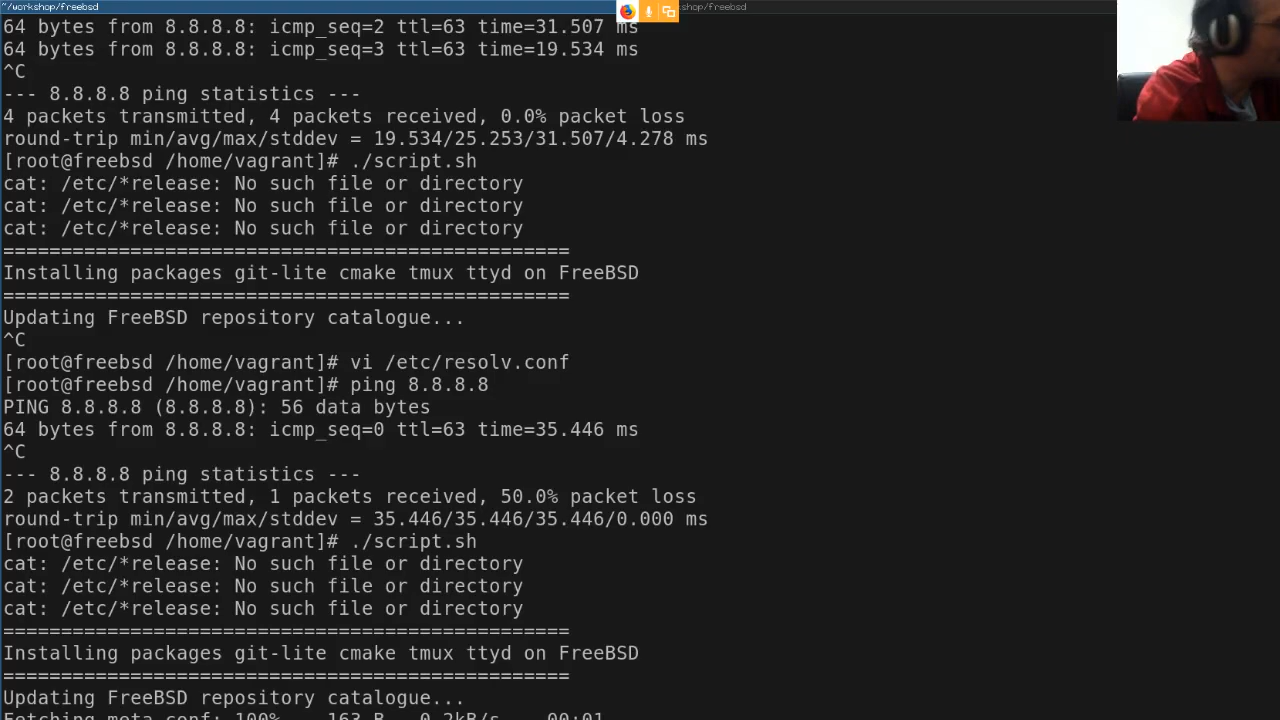 ~/workshop/freebsd
kshop/freebsd
64 bytes from 8.8.8.8: icmp_seq=2 ttl=63 time=31.507 ms
64 bytes from 8.8.8.8: icmp_seq=3 ttl=63 time=19.534 ms
^C
--- 8.8.8.8 ping statistics ---
4 packets transmitted, 4 packets received, 0.0% packet loss
round-trip min/avg/max/stddev = 19.534/25.253/31.507/4.278 ms
[root@freebsd /home/vagrant]# ./script.sh
cat: /etc/*release: No such file or directory
cat: /etc/*release: No such file or directory
cat: /etc/*release: No such file or directory
=================================================
Installing packages git-lite cmake tmux ttyd on FreeBSD
=================================================
Updating FreeBSD repository catalogue...
^C
[root@freebsd /home/vagrant]# vi /etc/resolv.conf
[root@freebsd /home/vagrant]# ping 8.8.8.8
PING 8.8.8.8 (8.8.8.8): 56 data bytes
64 bytes from 8.8.8.8: icmp_seq=0 ttl=63 time=35.446 ms
^C
--- 8.8.8.8 ping statistics ---
2 packets transmitted, 1 packets received, 50.0% packet loss
round-trip min/avg/max/stddev = 35.446/35.446/35.446/0.000 ms
[root@freebsd /home/vagrant]# ./script.sh
cat: /etc/*release: No such file or directory
cat: /etc/*release: No such file or directory
cat: /etc/*release: No such file or directory
=================================================
Installing packages git-lite cmake tmux ttyd on FreeBSD
=================================================
Updating FreeBSD repository catalogue...
Fetching meta.conf: 100% 163 B 0.2kB/s 00:01